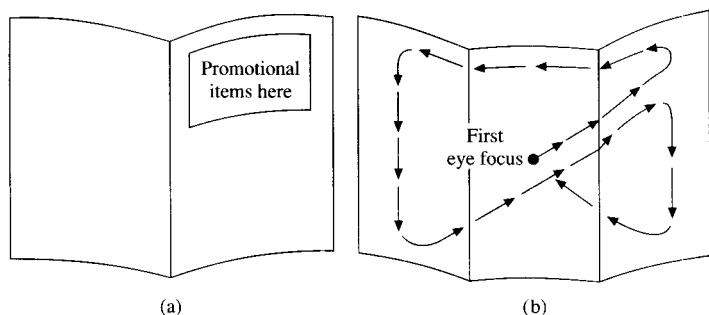 Promotional
items here
First
eye focus
(a)
(b)